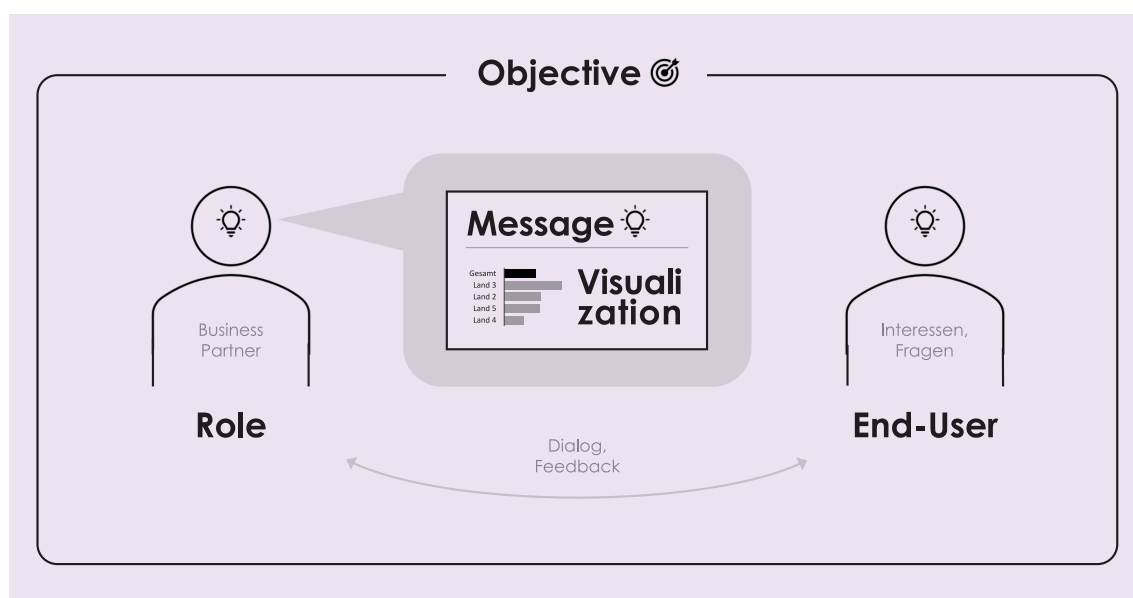 Objective
Message
Gesamt
Land 3
Land 2
Land 5
Land 4
Visuali
zation
Business
Partner
Role
Interessen,
Fragen
End-User
Dialog,
Feedback